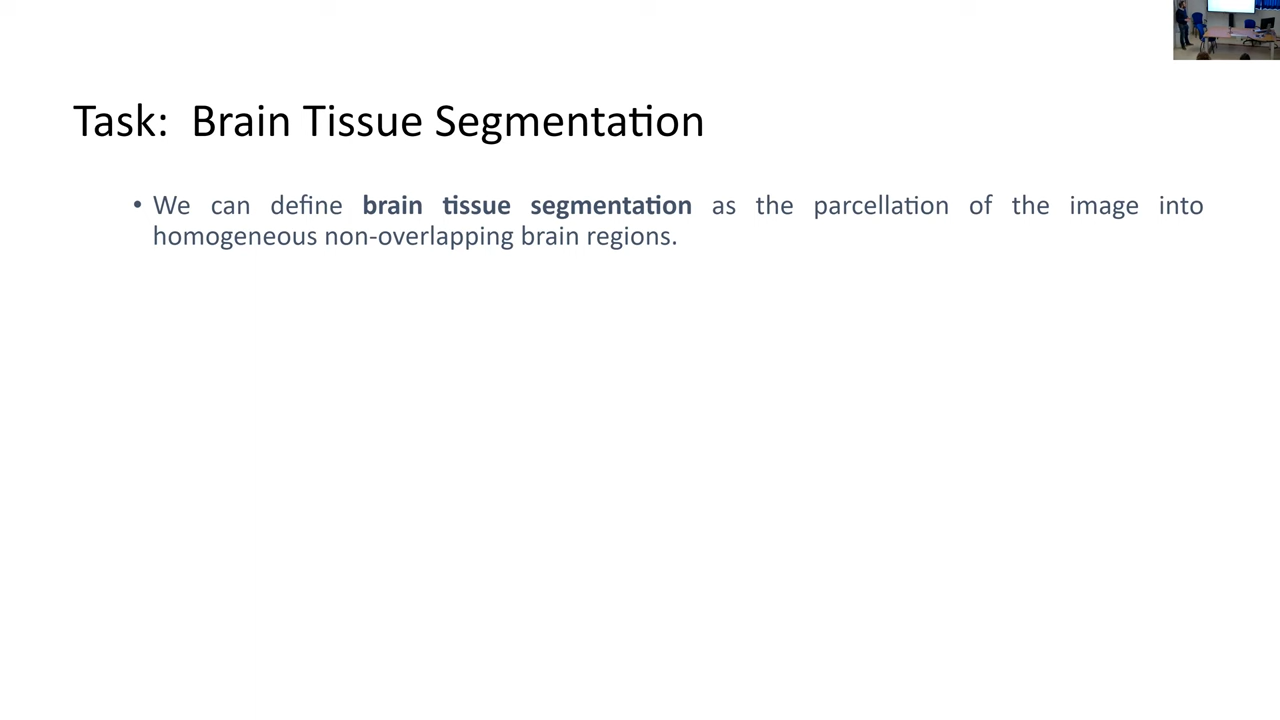 Task: Brain Tissue Segmentation
• We can define brain tissue segmentation as the parcellation of the image into
homogeneous non-overlapping brain regions.